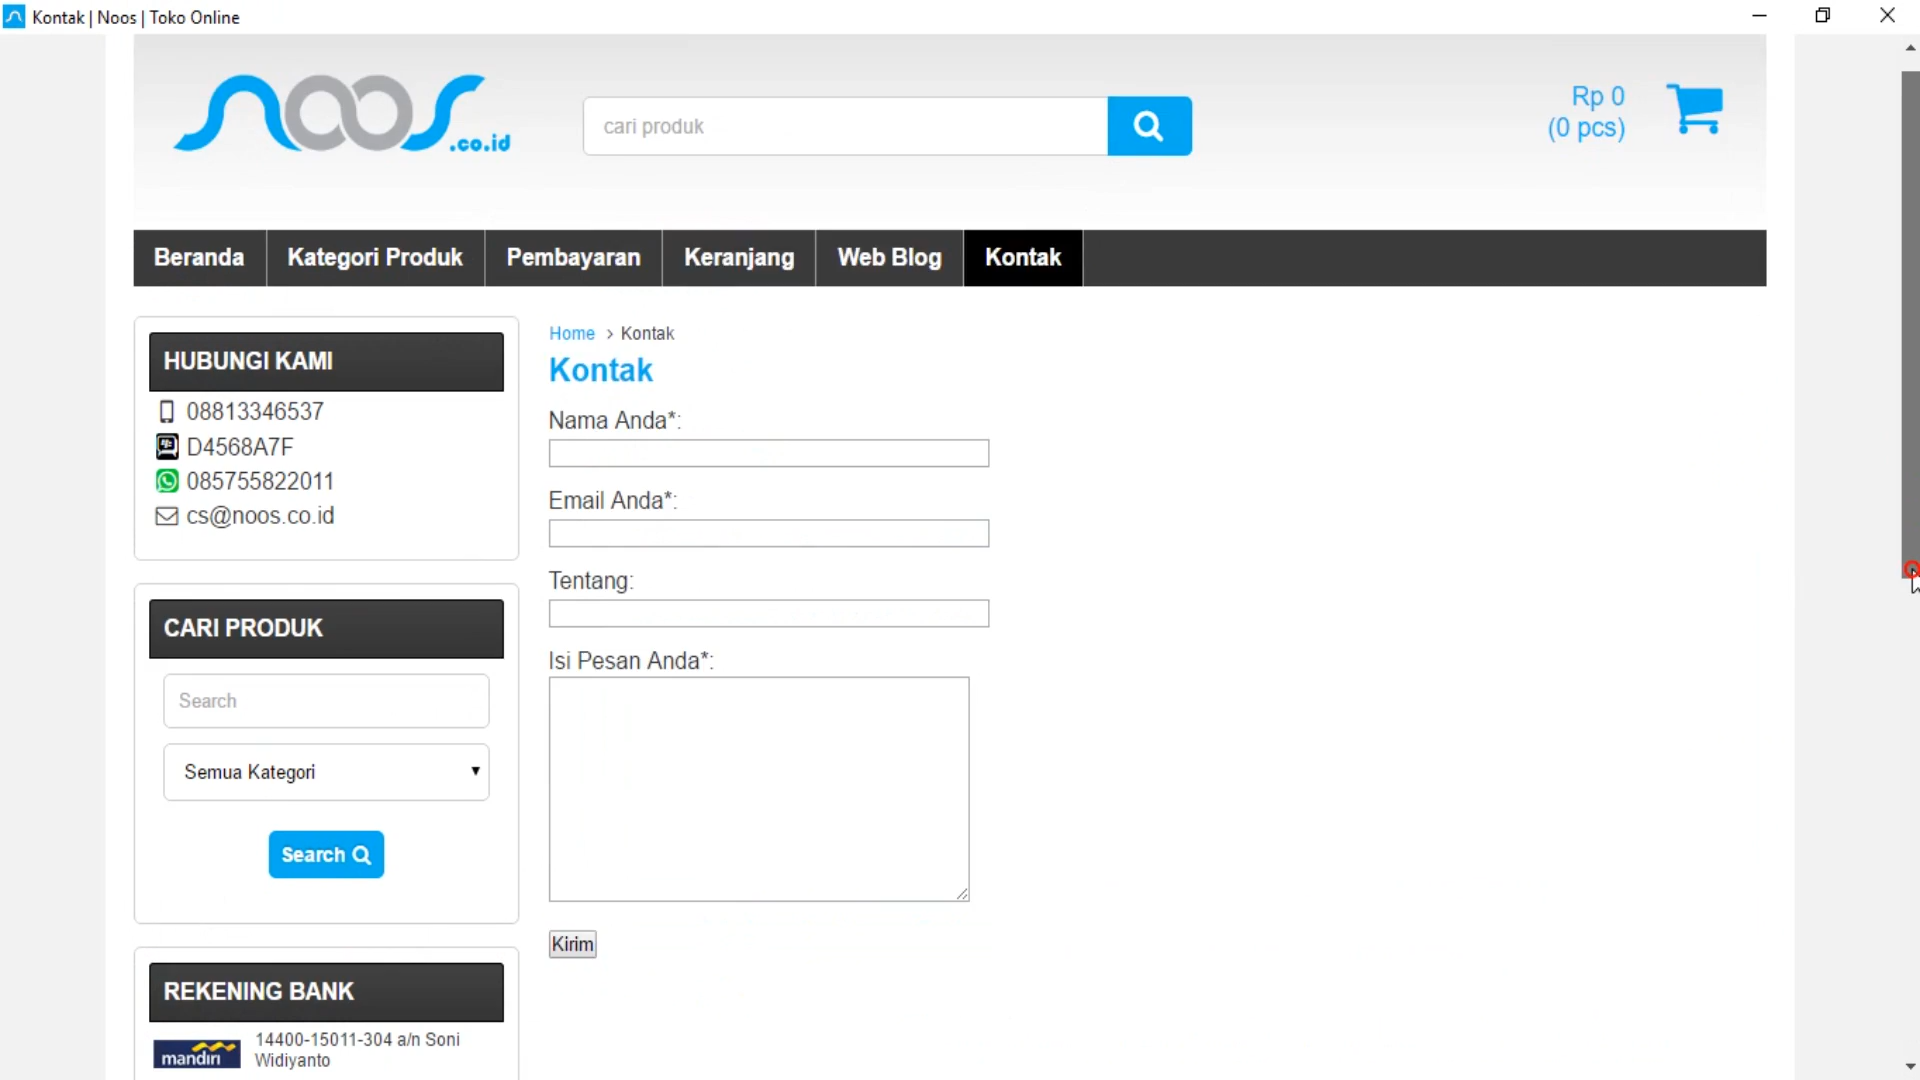 Kontak | Noos | Toko Online
noos.co.id
cari produk
Rp 0
(0 pcs)
Beranda
Kategori Produk
Pembayaran
Keranjang
Web Blog
Kontak
HUBUNGI KAMI
08813346537
D4568A7F
085755822011
cs@noos.co.id
CARI PRODUK
Search
Semua Kategori
Search
REKENING BANK
mandiri
14400-15011-304 a/n Soni
Widiyanto
Home › Kontak
Kontak
Nama Anda*:
Email Anda*:
Tentang:
Isi Pesan Anda*:
Kirim